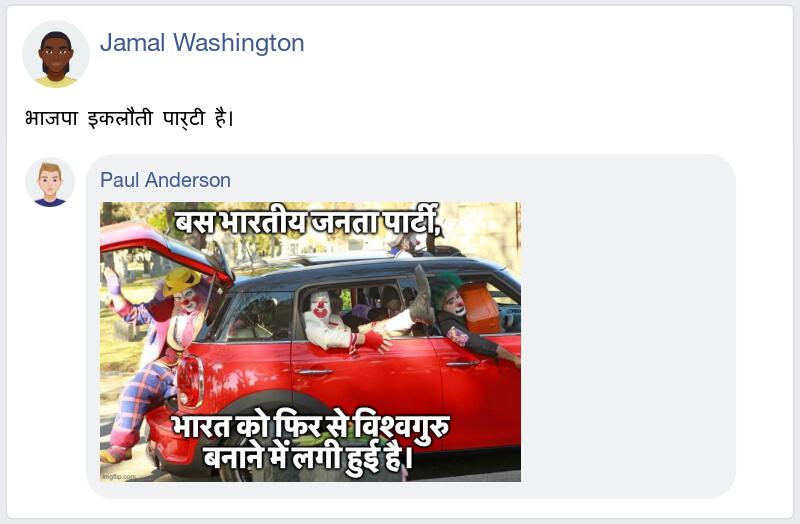 Jamal Washington
भाजपा इकलौती पार्टी है।
Paul Anderson
बस भारतीय जनता पार्टी,
भारत को फिर से विश्वगुरु
बनाने में लगी हुई है।
imgflip.com